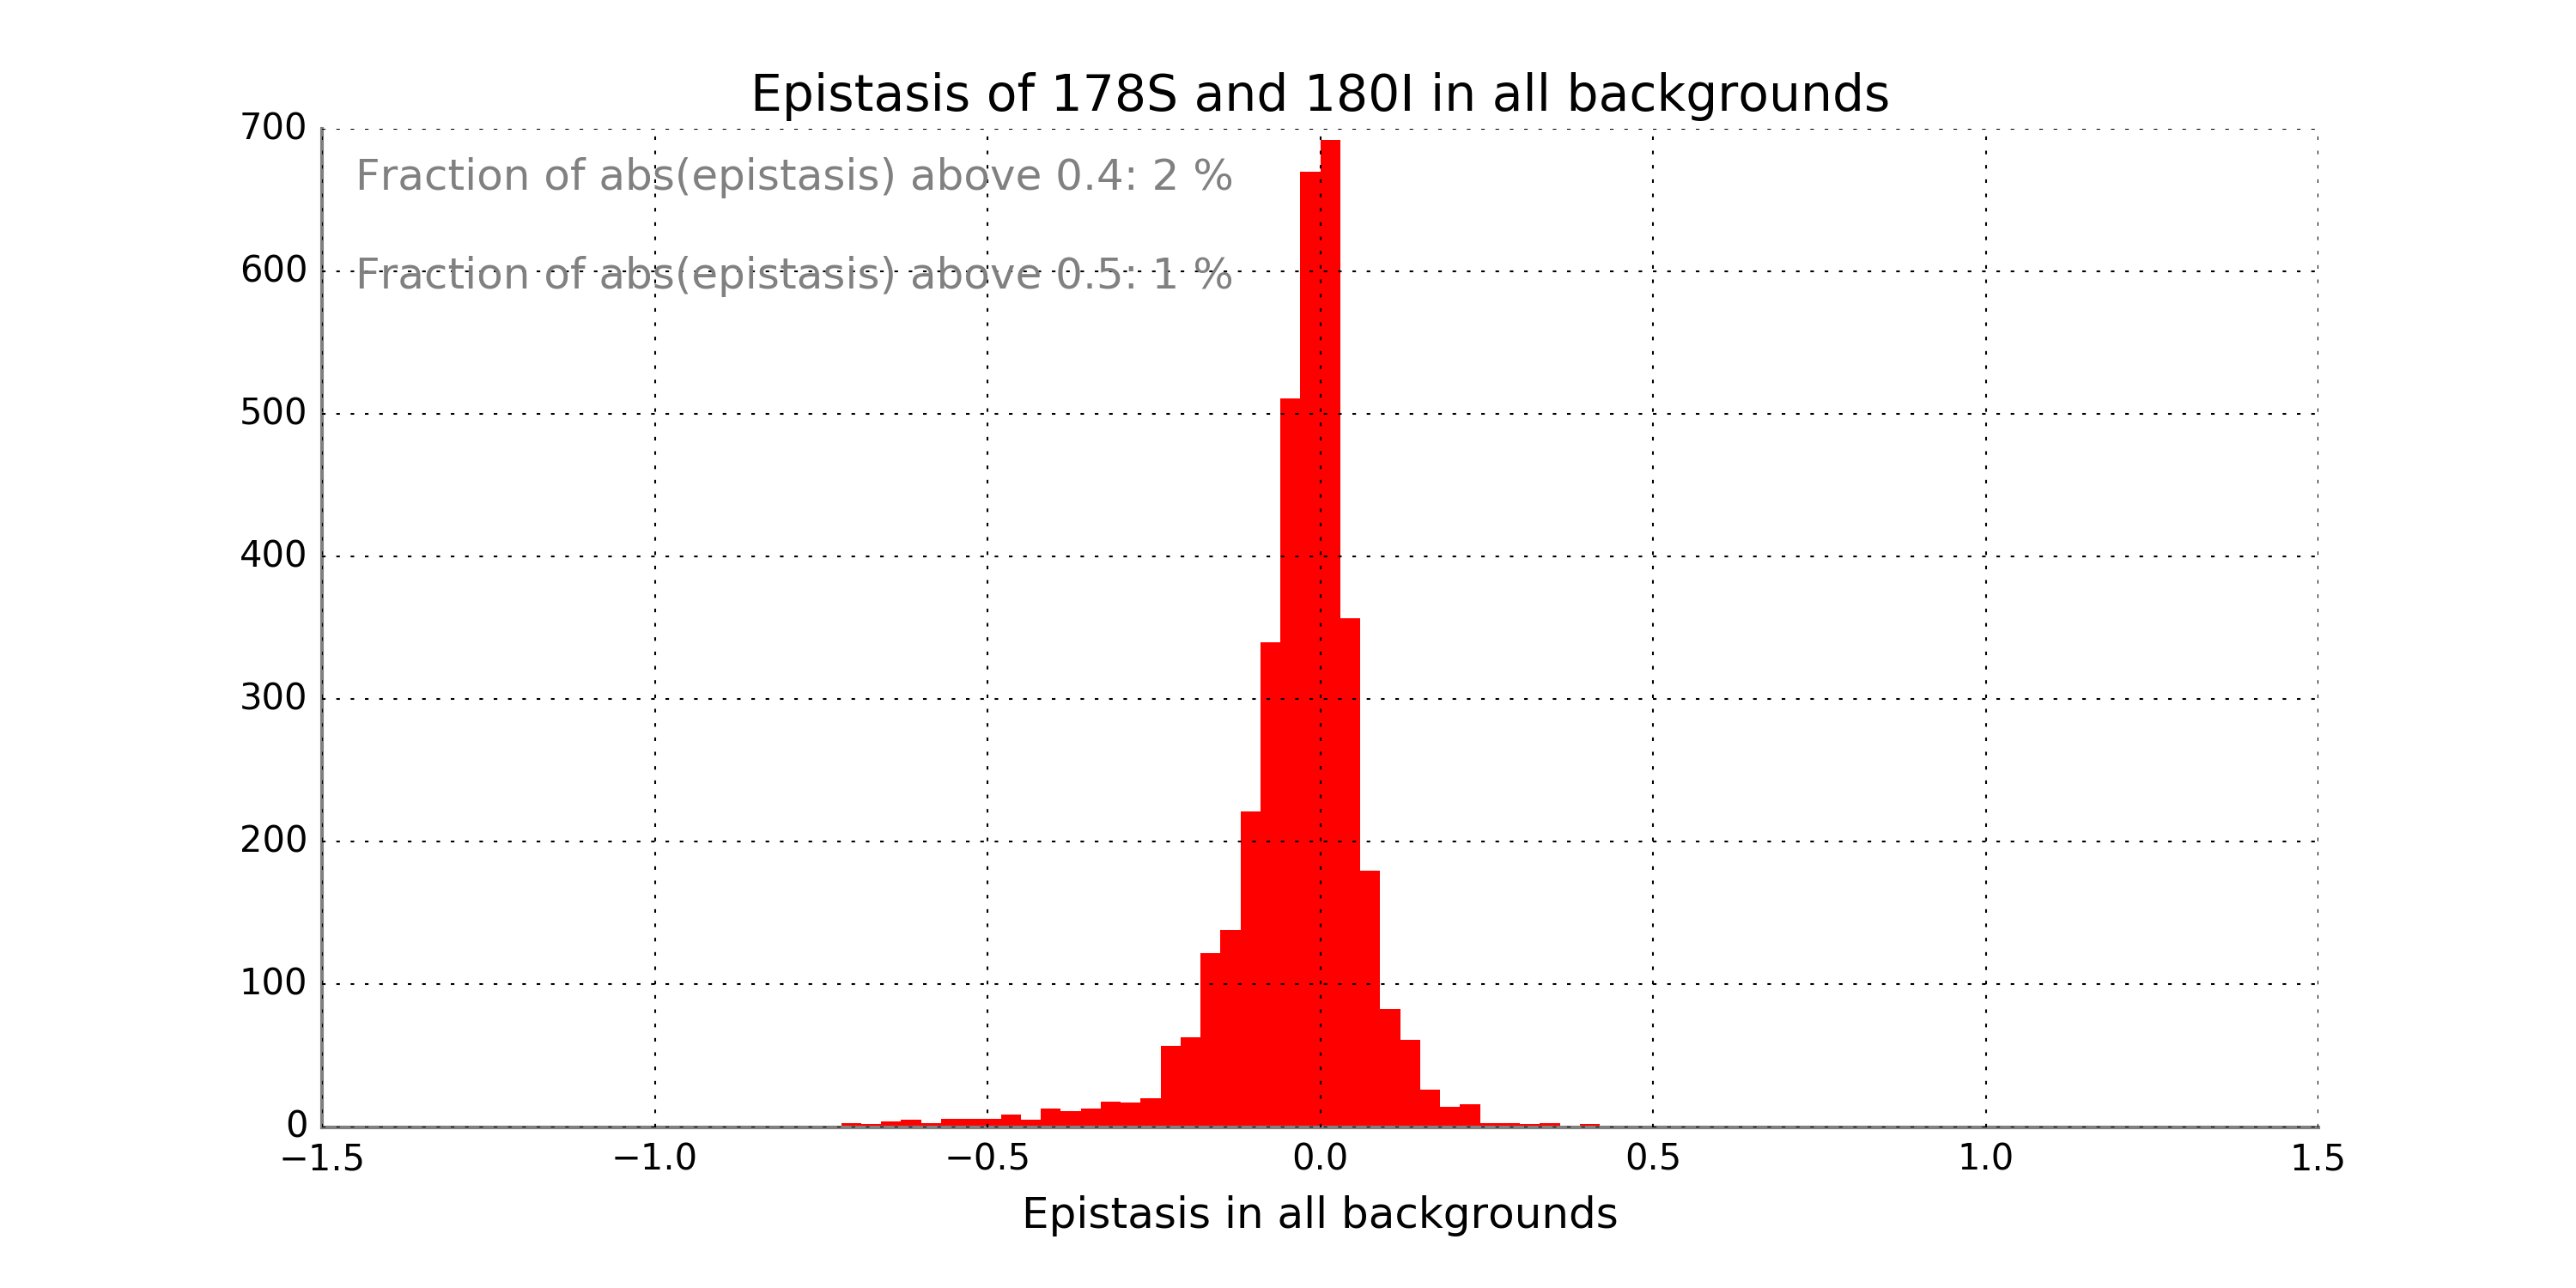 Epistasis of 178S and 180I in all backgrounds
700
Fraction of abs(epistasis) above 0.4: 2 %
600
Fraction of abs(epistasis) above 0.5: 1 %
500
400
300
200
100
0
−1.5 −1.0 −0.5 0.0 0.5 1.0 1.5
Epistasis in all backgrounds